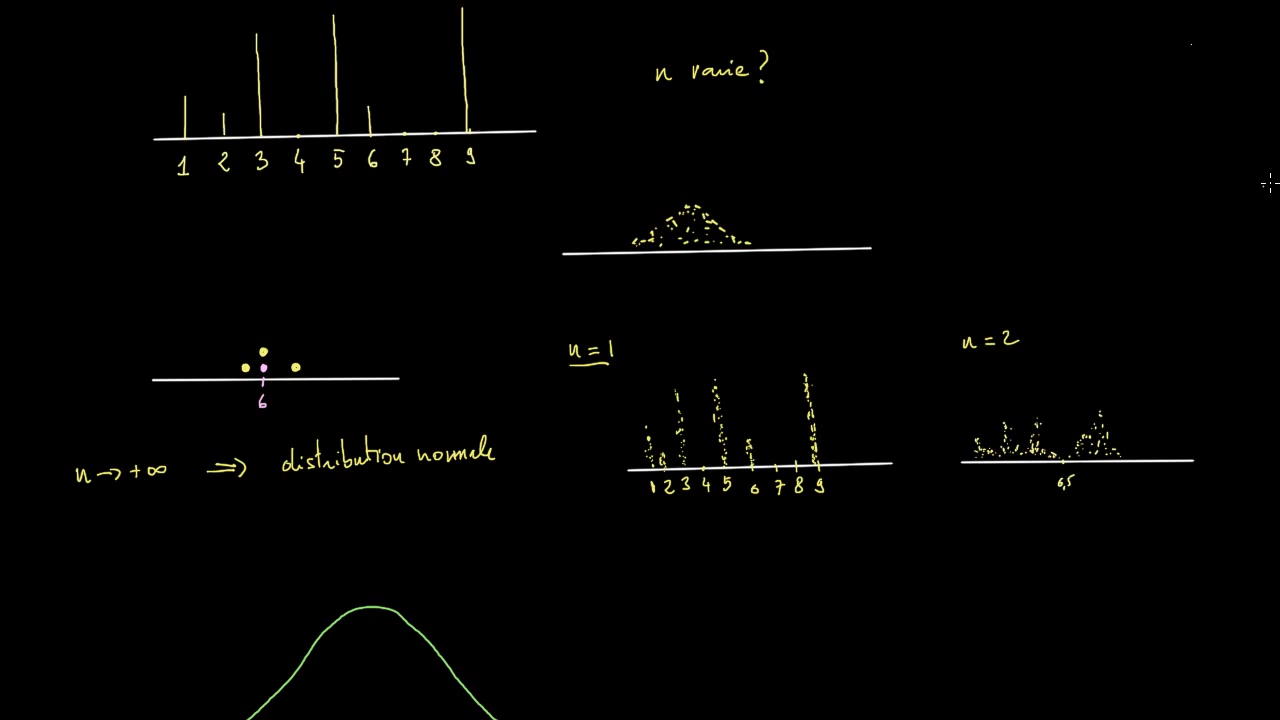 n varie?
1 2 3 4 5 6 7 8 9
6
n → +∞ ⇒ distribution normale
n = 1
1 2 3 4 5 6 7 8 9
n = 2
6,5